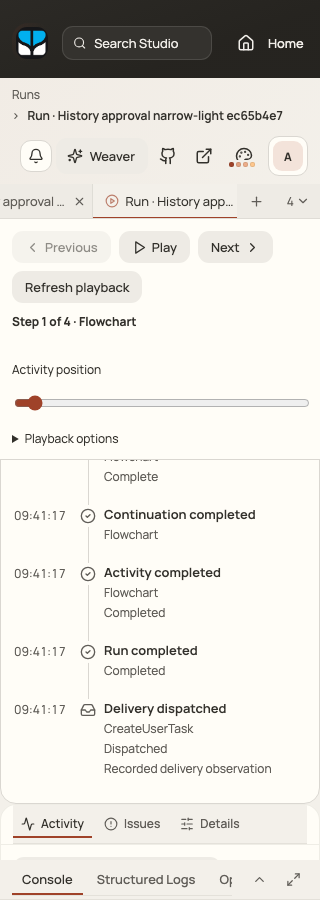 Search Studio
Home
Runs
› Run · History approval narrow-light ec65b4e7
Weaver
A
approval ... ×
Run · History app...
+
4
Previous
Play
Next
Refresh playback
Step 1 of 4 · Flowchart
Activity position
Playback options
Complete
09:41:17 Continuation completed
Flowchart
09:41:17 Activity completed
Flowchart
Completed
09:41:17 Run completed
Completed
09:41:17 Delivery dispatched
CreateUserTask
Dispatched
Recorded delivery observation
Activity
Issues
Details
Console
Structured Logs